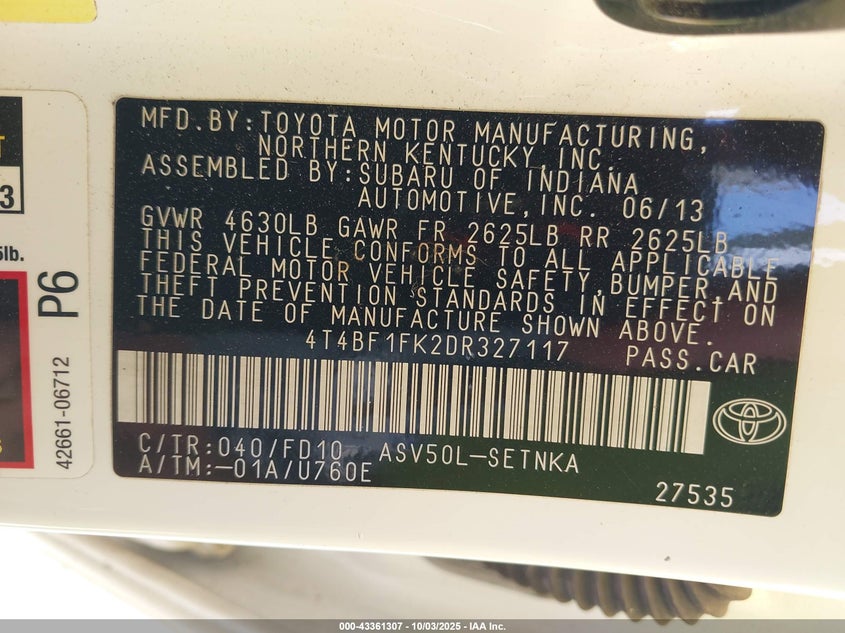 MFD.BY:TOYOTA MOTOR MANUFACTURING,
NORTHERN KENTUCKY,INC.
ASSEMBLED BY:SUBARU OF INDIANA
AUTOMOTIVE,INC. 06/13
GVWR 4630LB GAWR FR 2625LB RR 2625LB
THIS VEHICLE CONFORMS TO ALL APPLICABLE
FEDERAL MOTOR VEHICLE SAFETY,BUMPER,AND
THEFT PREVENTION STANDARDS IN EFFECT ON
THE DATE OF MANUFACTURE SHOWN ABOVE.
4T4BF1FK2DR327117 PASS.CAR
C/TR:040/FD10 ASV50L-SETNKA
A/TM:-01A/U760E
27535
P6
42661-06712
3
lb.
000-43361307 - 10/03/2025 - IAA Inc.